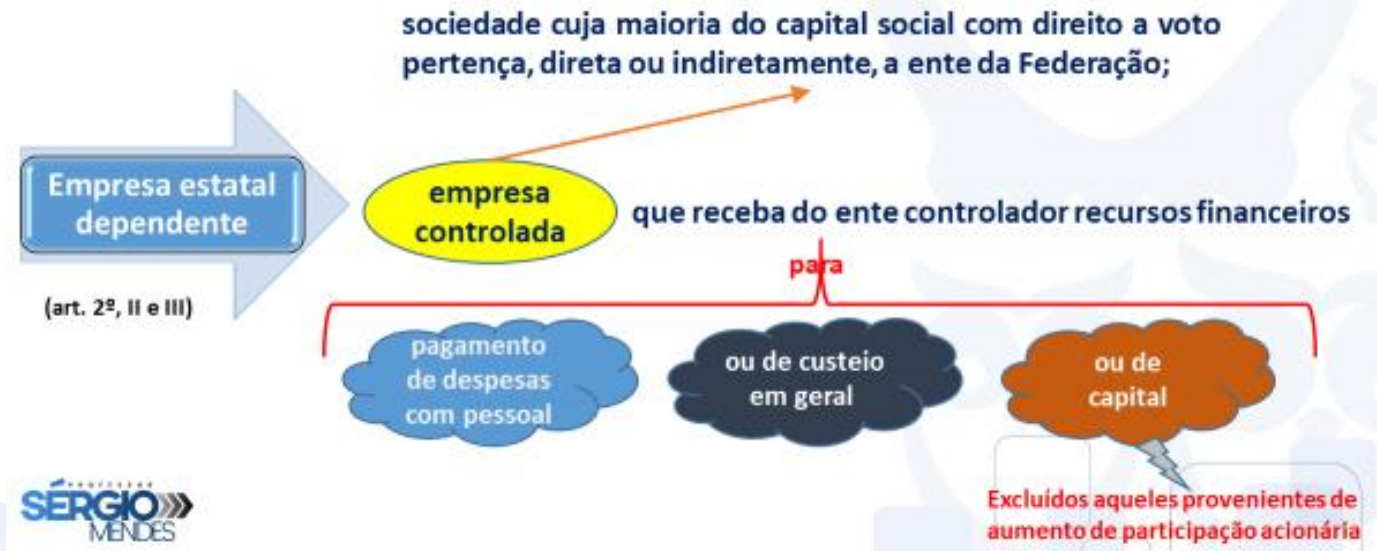 sociedade cuja maioria do capital social com direito a voto
pertença, direta ou indiretamente, a ente da Federação;
Empresa estatal
dependente
(art. 2º, II e III)
empresa
controlada
que receba do ente controlador recursos financeiros
para
pagamento
de despesas
com pessoal
ou de custeio
em geral
ou de
capital
Excluídos aqueles provenientes de
aumento de participação acionária
PROFESSOR
SÉRGIO
MENDES